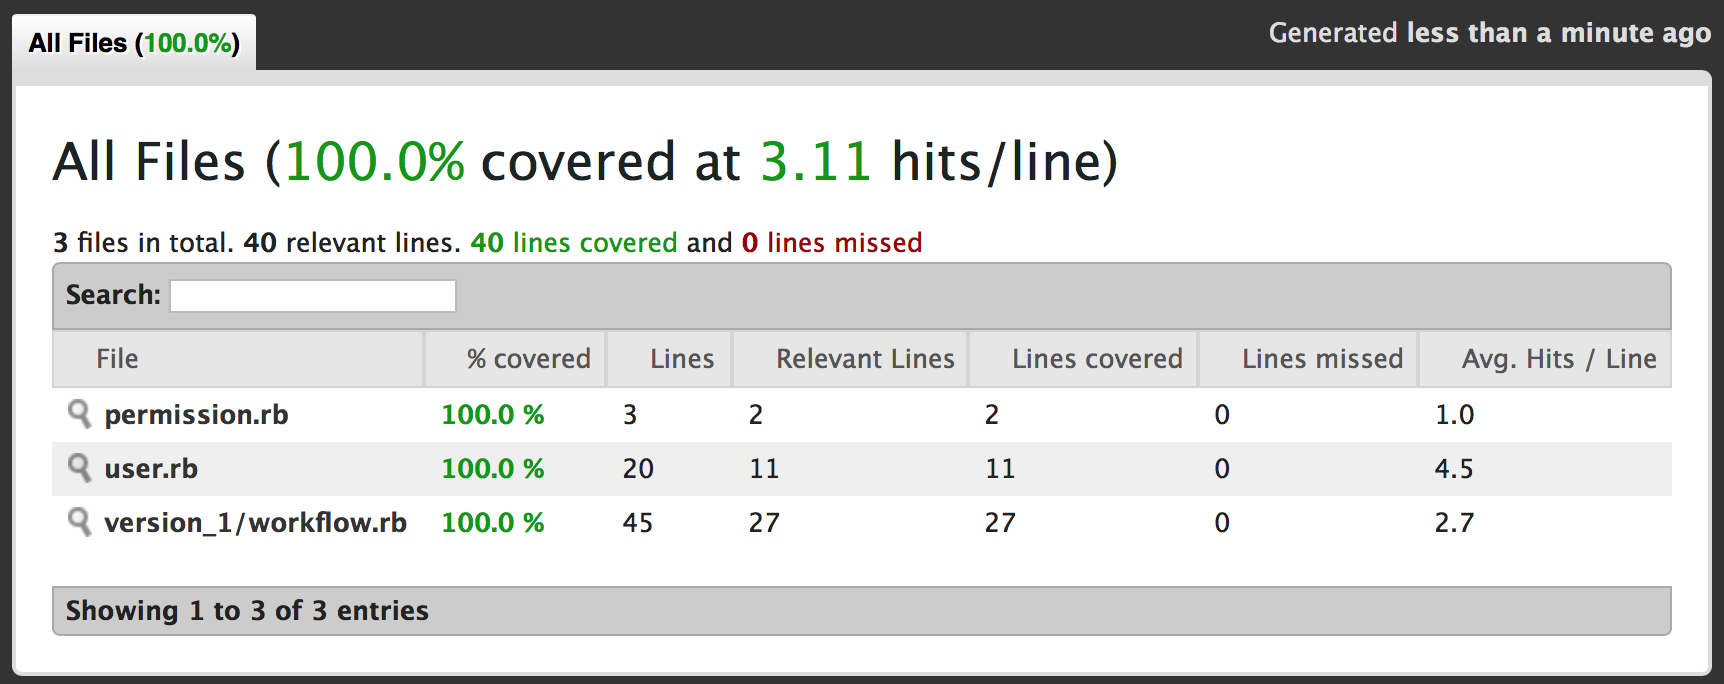 All Files (100.0%)
Generated less than a minute ago
All Files (100.0% covered at 3.11 hits/line)
3 files in total. 40 relevant lines. 40 lines covered and 0 lines missed
Search:
File % covered Lines Relevant Lines Lines covered Lines missed Avg. Hits / Line
permission.rb 100.0 % 3 2 2 0 1.0
user.rb 100.0 % 20 11 11 0 4.5
version_1/workflow.rb 100.0 % 45 27 27 0 2.7
Showing 1 to 3 of 3 entries